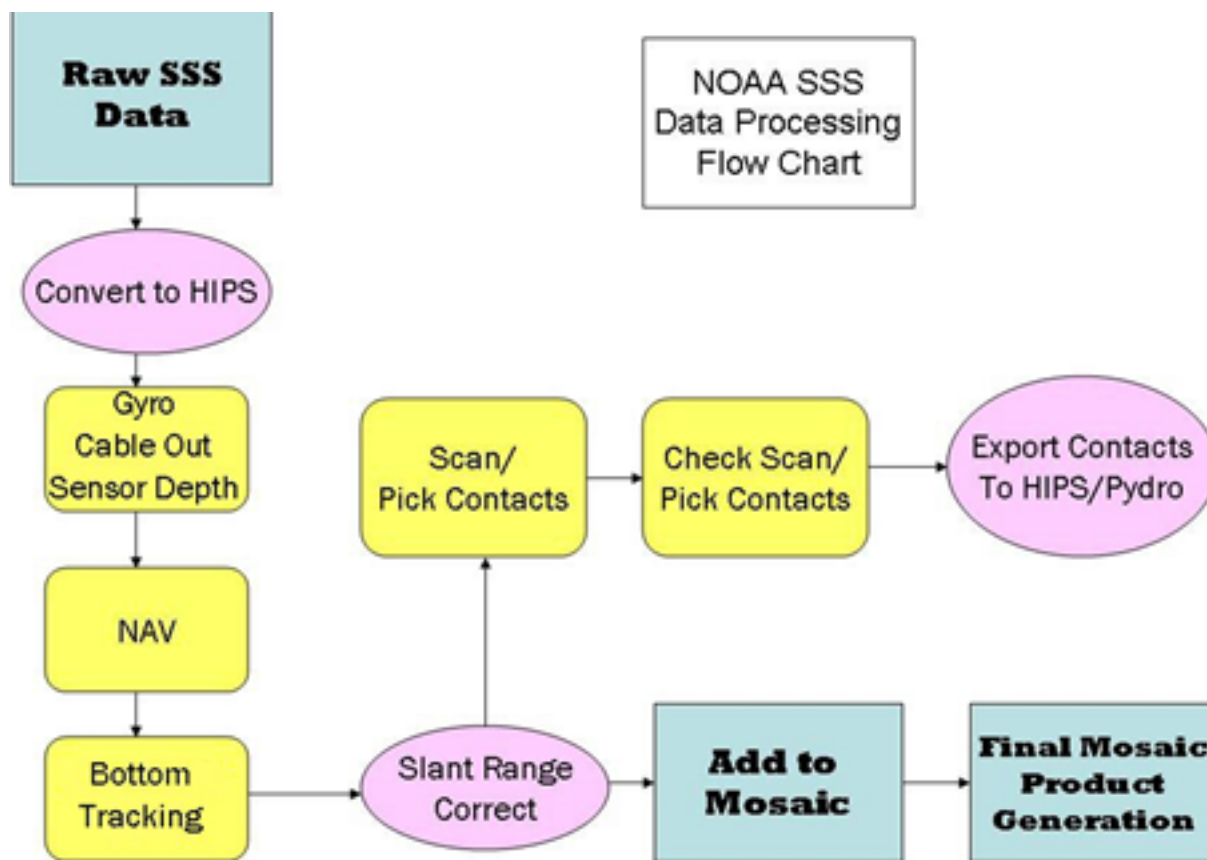 Raw SSS
Data
NOAA SSS
Data Processing
Flow Chart
Convert to HIPS
Gyro
Cable Out
Sensor Depth
NAV
Bottom
Tracking
Slant Range
Correct
Scan/
Pick Contacts
Check Scan/
Pick Contacts
Export Contacts
To HIPS/Pydro
Add to
Mosaic
Final Mosaic
Product
Generation